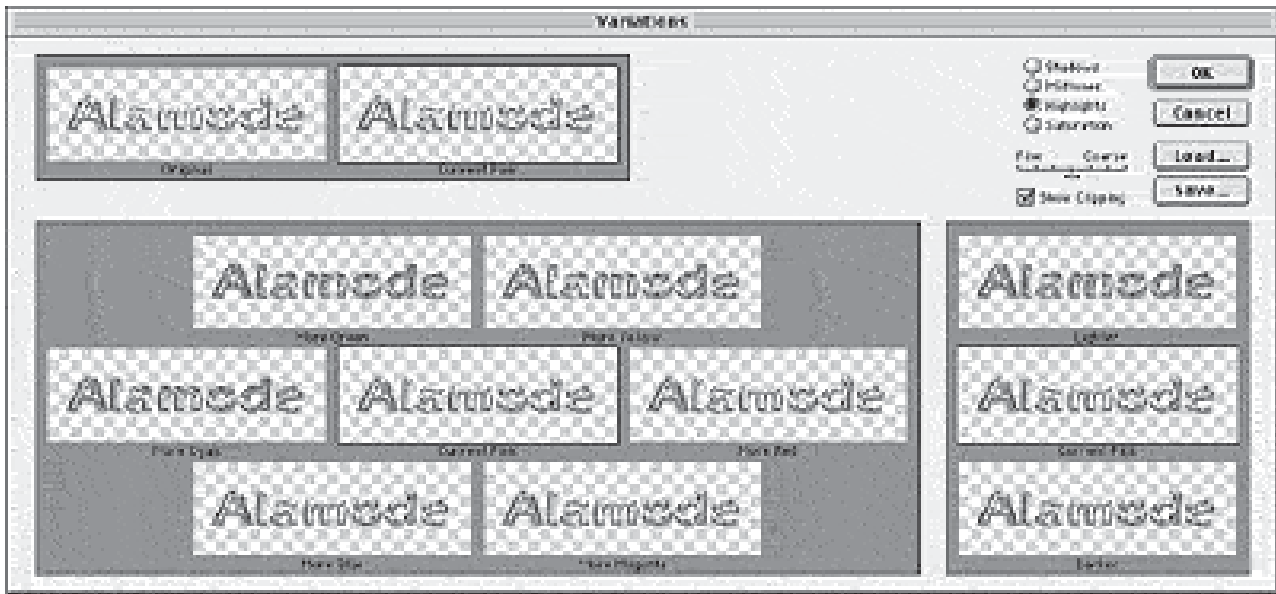 Variations
Alamode Alamode
Original Current Pick
Shadows
Midtones
Highlights
Saturation
Fine Coarse
Show Clipping
OK
Cancel
Load...
Save...
Alamode Alamode
More Green More Yellow
Alamode Alamode Alamode
More Cyan Current Pick More Red
Alamode Alamode
More Blue More Magenta
Alamode
Lighter
Alamode
Current Pick
Alamode
Darker